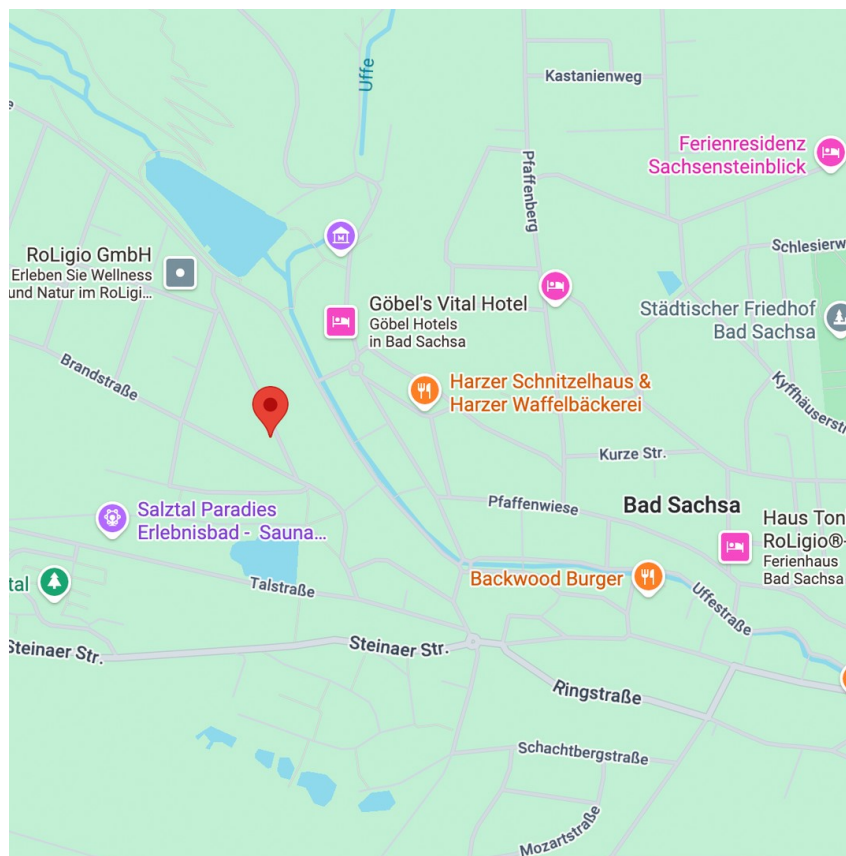 Uffe
Kastanienweg
Pfaffenberg
Ferienresidenz
Sachsensteinblick
RoLigio GmbH
Erleben Sie Wellness
und Natur im RoLigi...
Schlesierw
Göbel's Vital Hotel
Göbel Hotels
in Bad Sachsa
Städtischer Friedhof
Bad Sachsa
Brandstraße
Harzer Schnitzelhaus &
Harzer Waffelbäckerei
Kyffhäuserstr
Kurze Str.
Pfaffenwiese
Bad Sachsa
Salztal Paradies
Erlebnisbad - Sauna...
Haus Ton
RoLigio®-
Ferienhaus
Bad Sachsa
tal
Talstraße
Backwood Burger
Uffestraße
Steinaer Str.
Steinaer Str.
Ringstraße
Schachtbergstraße
Mozartstraße